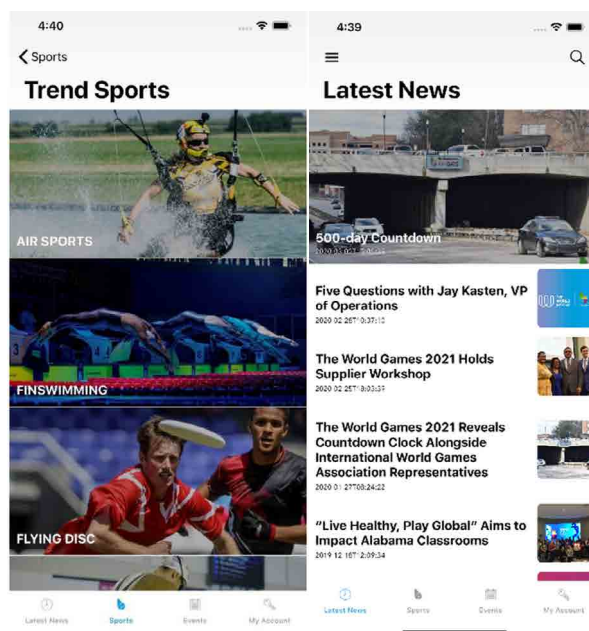 4:40
Sports
Trend Sports
AIR SPORTS
FINSWIMMING
FLYING DISC
Latest News
Sports
Events
My Account
4:39
Latest News
500-day Countdown
Five Questions with Jay Kasten, VP
of Operations
The World Games 2021 Holds
Supplier Workshop
The World Games 2021 Reveals
Countdown Clock Alongside
International World Games
Association Representatives
“Live Healthy, Play Global” Aims to
Impact Alabama Classrooms
Latest News
Sports
Events
My Account